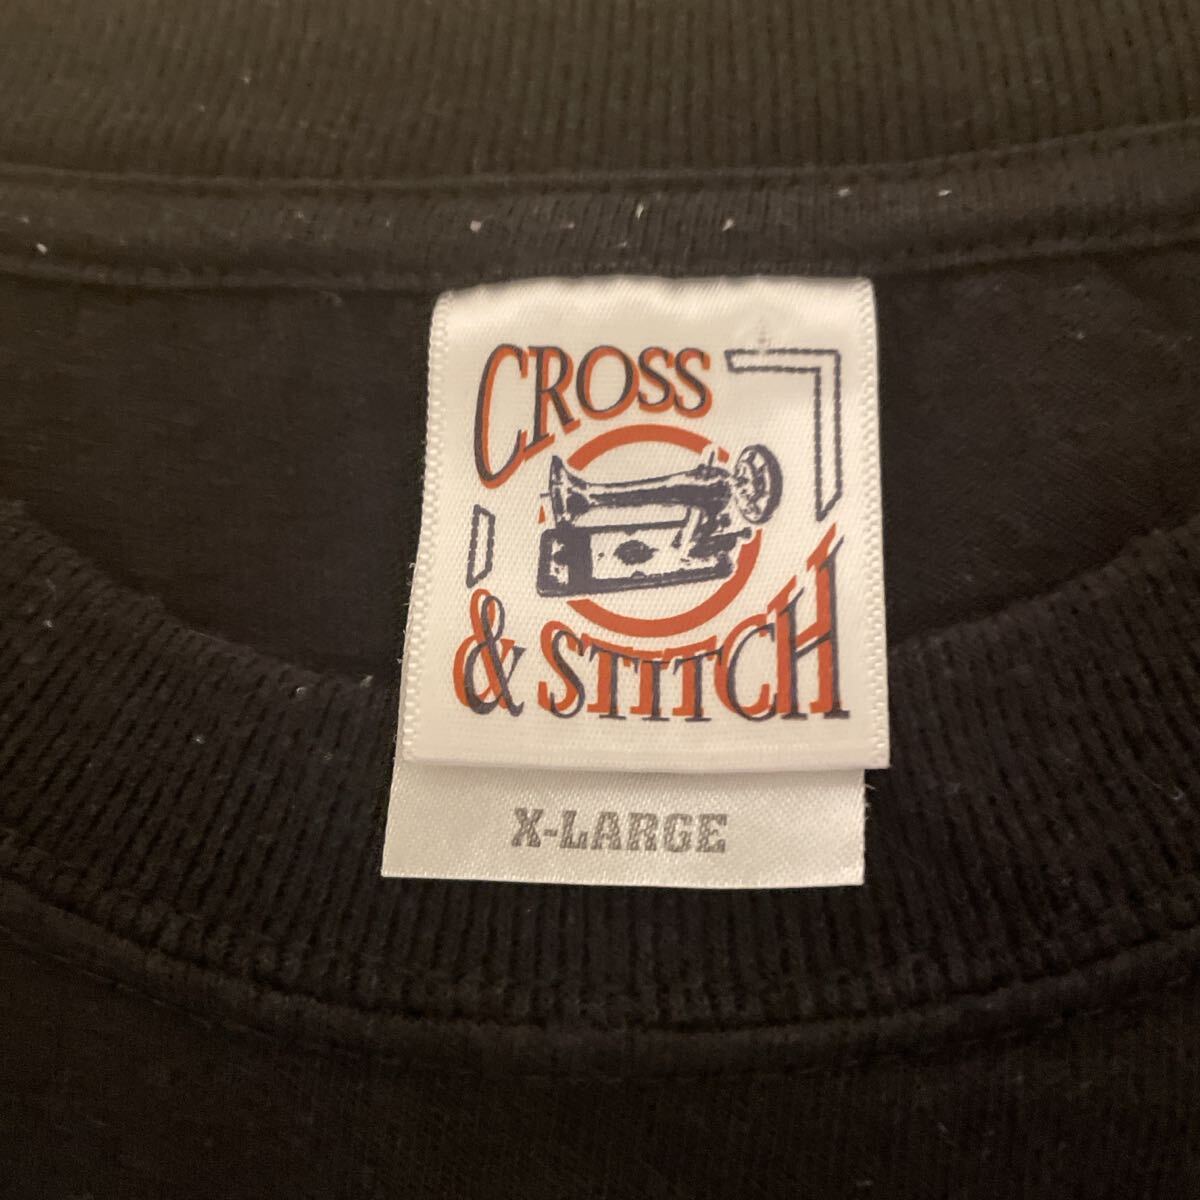 CROSS
& STITCH
X-LARGE